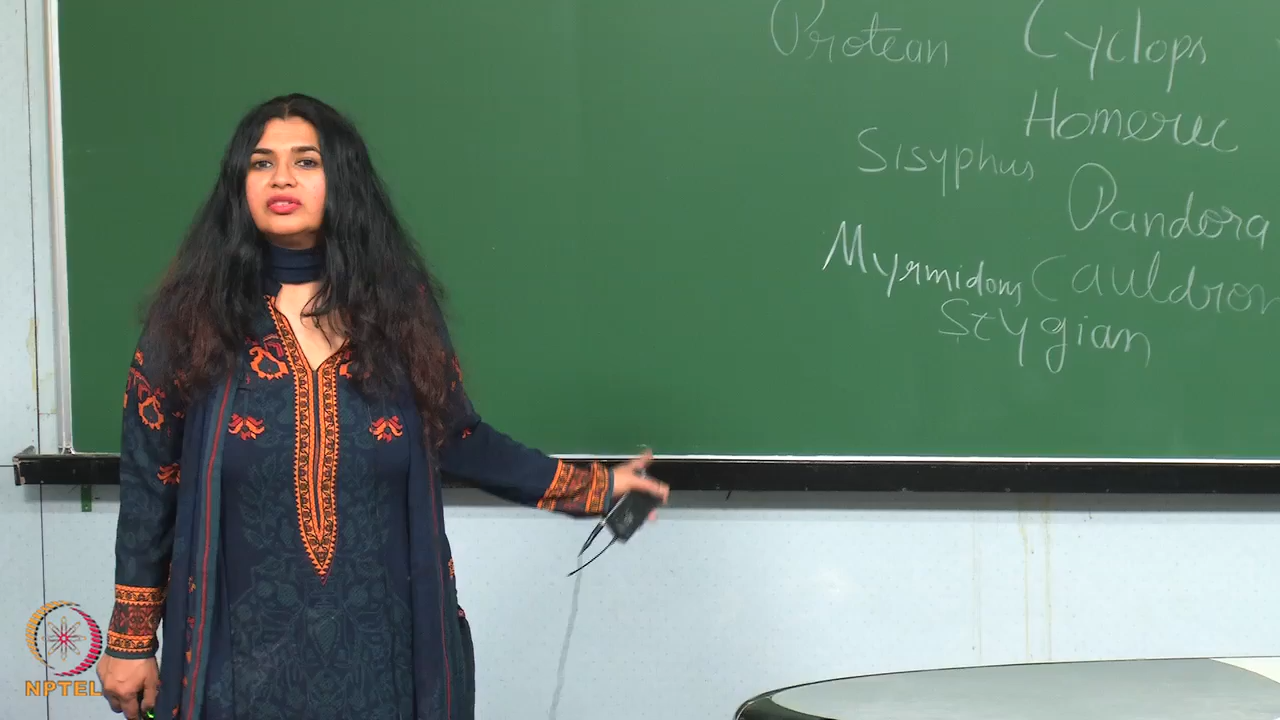 Protean Cyclops
Homeric
Sisyphus
Pandora
Myrmidons Cauldron
Stygian
NPTEL